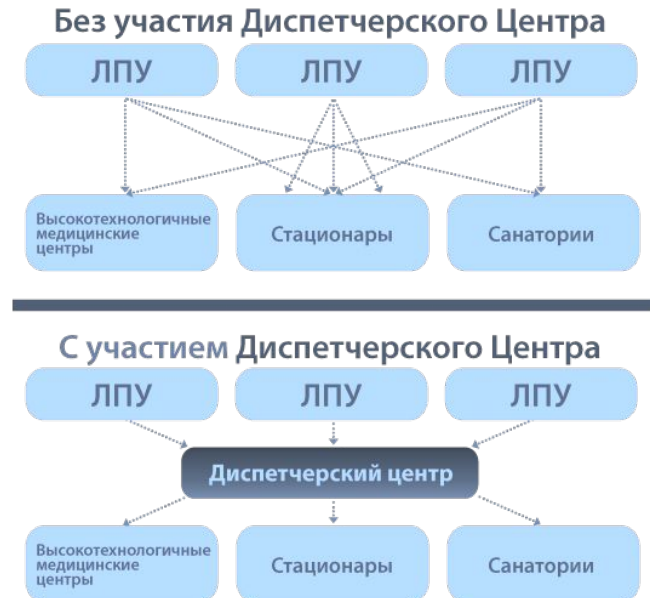 Без участия Диспетчерского Центра
ЛПУ
ЛПУ
ЛПУ
Высокотехнологичные
медицинские
центры
Стационары
Санатории
С участием Диспетчерского Центра
ЛПУ
ЛПУ
ЛПУ
Диспетчерский центр
Высокотехнологичные
медицинские
центры
Стационары
Санатории